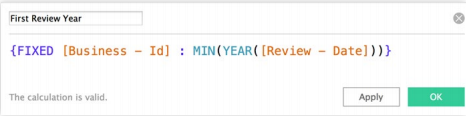 First Review Year
{FIXED [Business - Id] : MIN(YEAR([Review - Date]))}
The calculation is valid.
Apply
OK